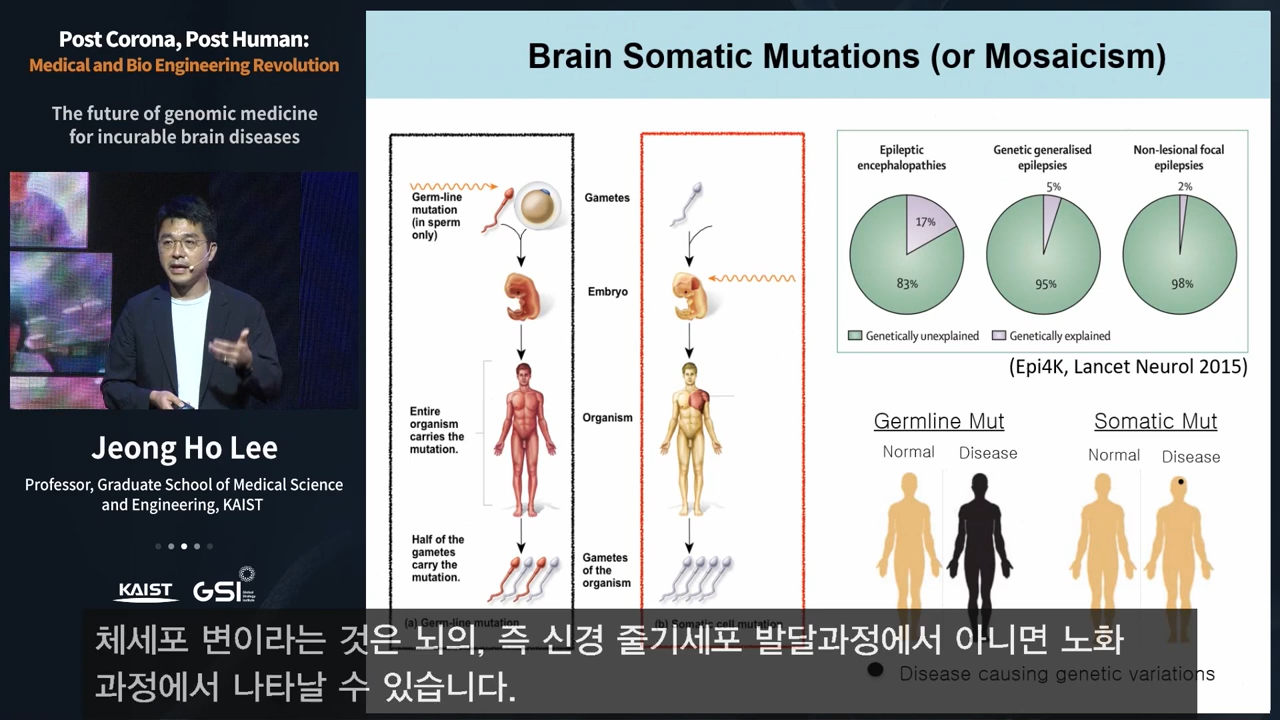 Post Corona, Post Human:
Medical and Bio Engineering Revolution
The future of genomic medicine
for incurable brain diseases
Jeong Ho Lee
Professor, Graduate School of Medical Science
and Engineering, KAIST
KAIST
GSI
Global
Strategy
Institute
Brain Somatic Mutations (or Mosaicism)
Germ-line
mutation
(in sperm
only)
Gametes
Embryo
Entire
organism
carries the
mutation.
Organism
Half of the
gametes
carry the
mutation.
Gametes
of the
organism
(a) Germ-line mutation
(b) Somatic cell mutation
Epileptic
encephalopathies
Genetic generalised
epilepsies
Non-lesional focal
epilepsies
17%
83%
5%
95%
2%
98%
Genetically unexplained
Genetically explained
(Epi4K, Lancet Neurol 2015)
Germline Mut
Somatic Mut
Normal
Disease
Normal
Disease
Disease causing genetic variations
체세포 변이라는 것은 뇌의, 즉 신경 줄기세포 발달과정에서 아니면 노화
과정에서 나타날 수 있습니다.